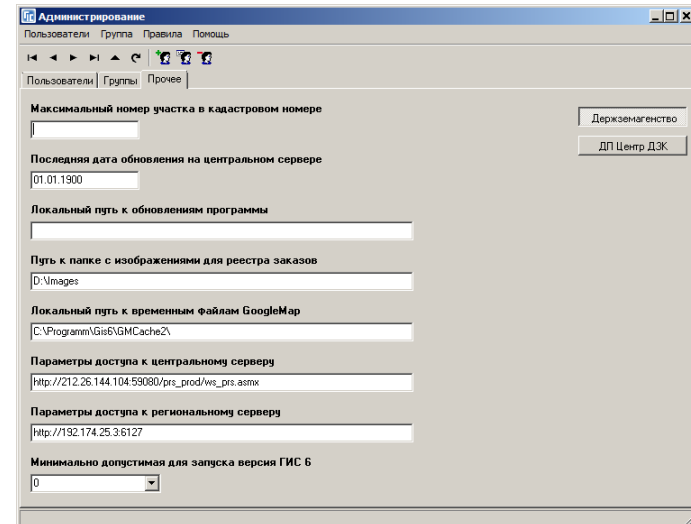 Администрирование
Пользователи Группа Правила Помощь
Пользователи Группы Прочее
Максимальный номер участка в кадастровом номере
Держземагенство
ДП Центр ДЗК
Последняя дата обновления на центральном сервере
01.01.1900
Локальный путь к обновлениям программы
Путь к папке с изображениями для реестра заказов
D:\Images
Локальный путь к временным файлам GoogleMap
C:\Programm\Gis6\GMCache2\
Параметры доступа к центральному серверу
http://212.26.144.104:59080/prs_prod/ws_prs.asmx
Параметры доступа к региональному серверу
http://192.174.25.3:6127
Минимально допустимая для запуска версия ГИС 6
0